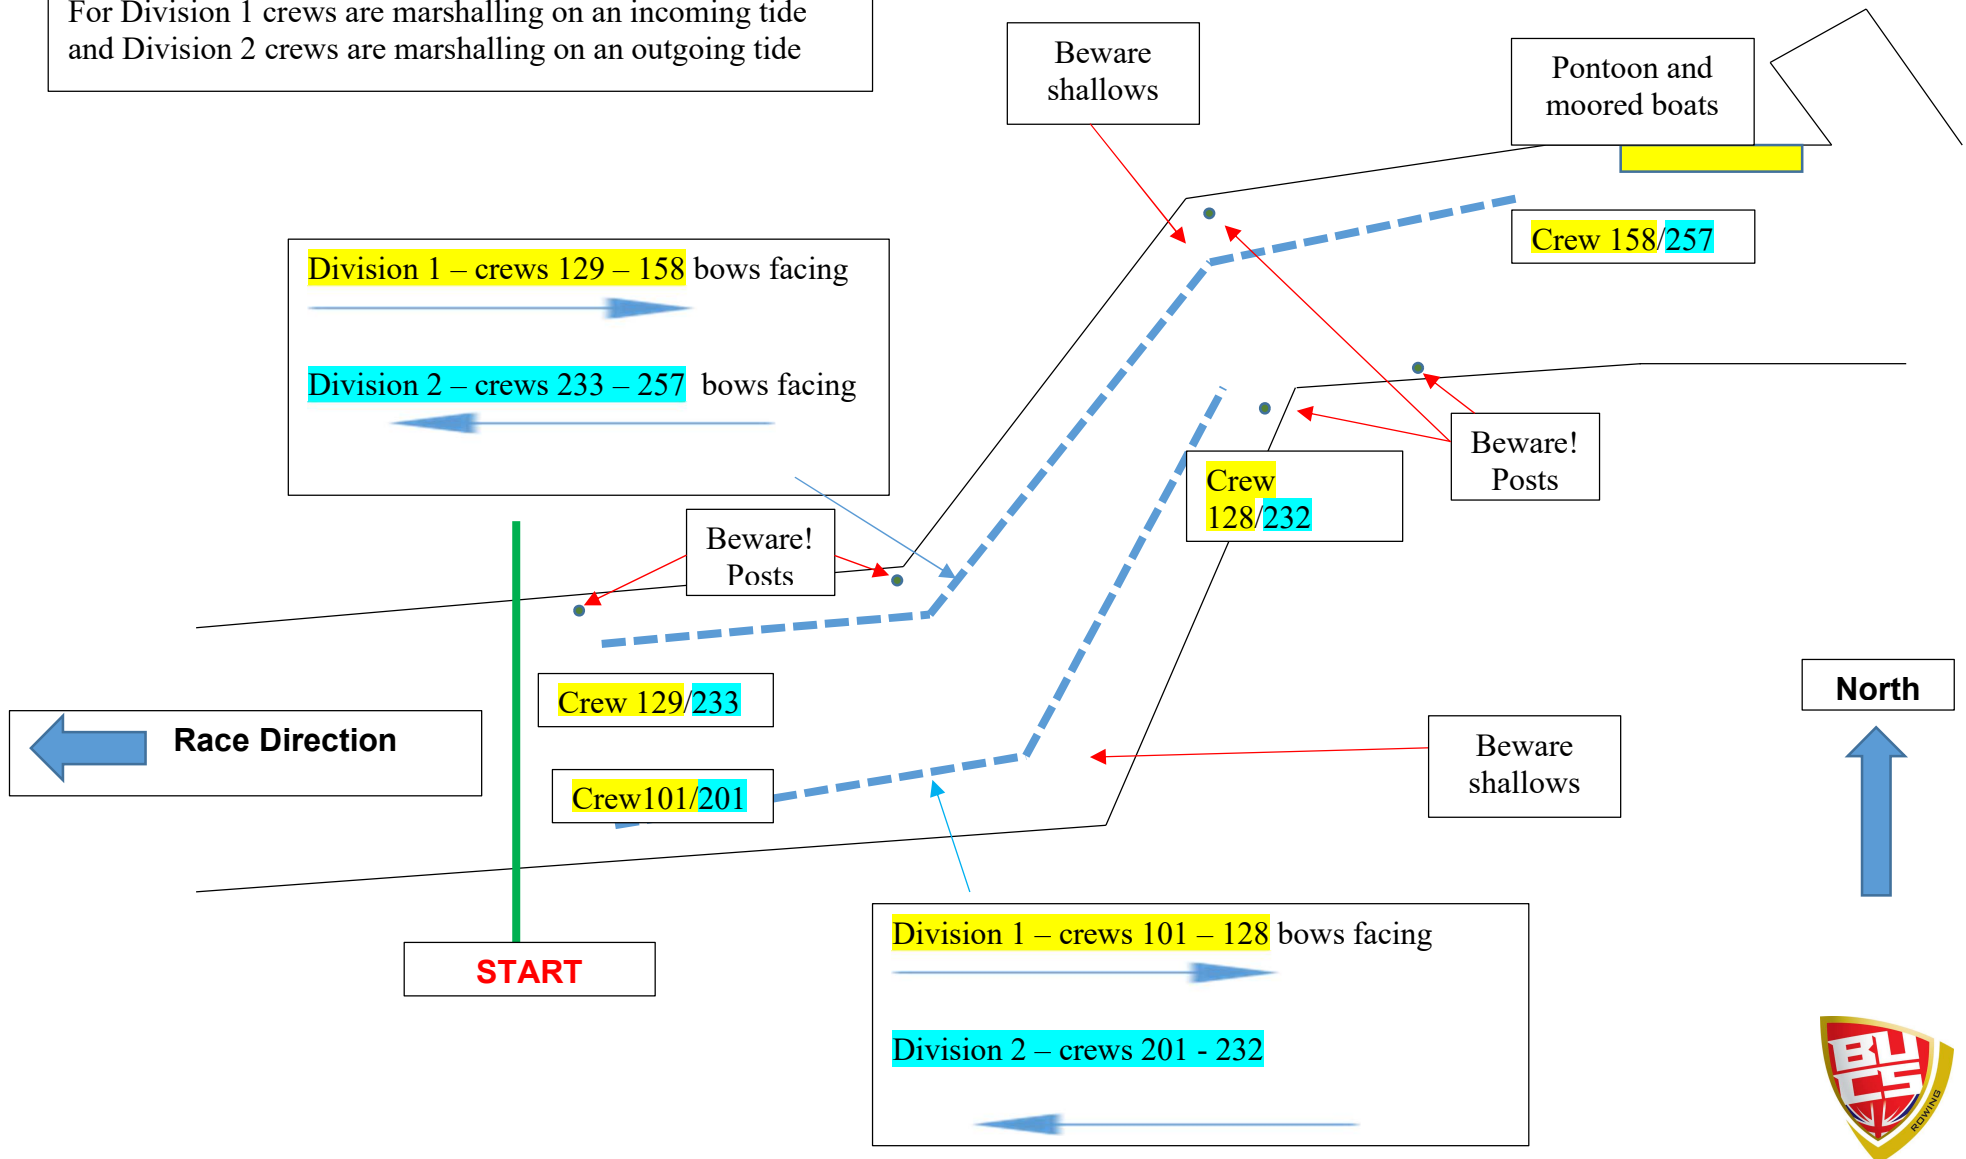 For Division 1 crews are marshalling on an incoming tide
and Division 2 crews are marshalling on an outgoing tide
Beware
shallows
Pontoon and
moored boats
Crew 158/257
Division 1 – crews 129 – 158 bows facing
Division 2 – crews 233 – 257 bows facing
Beware!
Posts
Crew
128/232
Beware!
Posts
Crew 129/233
North
Race Direction
Beware
shallows
Crew101/201
Division 1 – crews 101 – 128 bows facing
START
Division 2 – crews 201 - 232
BU
CS
ROWING